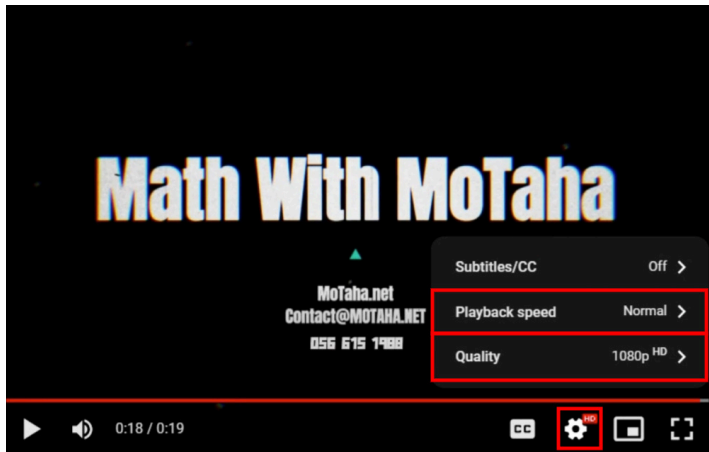 Math With MoTaha
MoTaha.net
Contact@MOTAHA.NET
056 615 1988
Subtitles/CC Off
Playback speed Normal
Quality 1080p HD
0:18 / 0:19
CC
HD